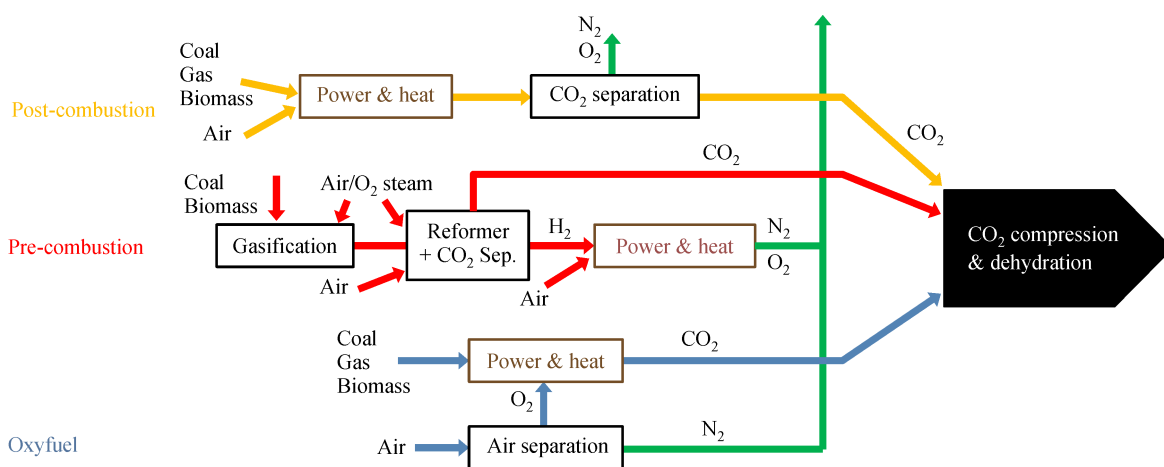 Post-combustion
Coal
Gas
Biomass
Air
Power & heat
N₂
O₂
CO₂ separation
CO₂
Pre-combustion
Coal
Biomass
Air/O₂ steam
Gasification
Air
Reformer
+ CO₂ Sep.
CO₂
H₂
Air
Power & heat
N₂
O₂
CO₂ compression
& dehydration
Oxyfuel
Coal
Gas
Biomass
Power & heat
CO₂
O₂
Air
Air separation
N₂